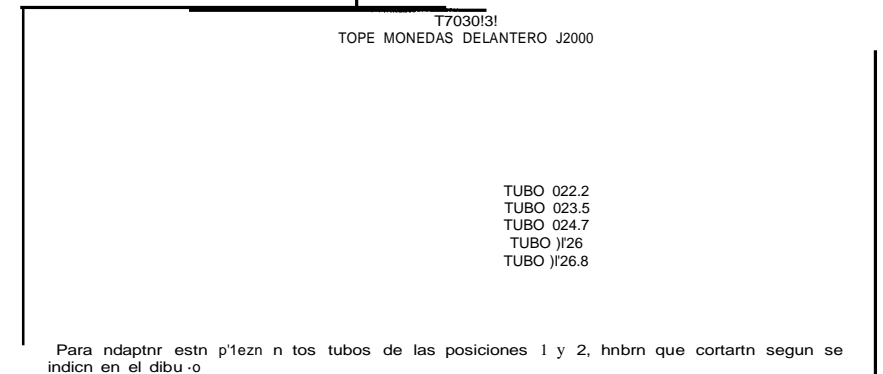 T7030!3!
TOPE MONEDAS DELANTERO J2000
TUBO 022.2
TUBO 023.5
TUBO 024.7
TUBO )l'26
TUBO )l'26.8
Para ndaptnr estn p'1ezn n tos tubos de las posiciones 1 y 2, hnbrn que cortartn segun se
indicn en el dibu·o